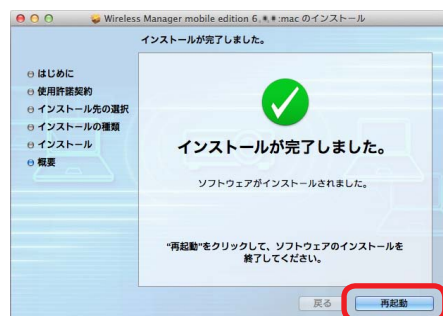 Wireless Manager mobile edition 6.*.*:mac のインストール
インストールが完了しました。
はじめに
使用許諾契約
インストール先の選択
インストールの種類
インストール
概要
インストールが完了しました。
ソフトウェアがインストールされました。
"再起動"をクリックして、ソフトウェアのインストールを
終了してください。
戻る
再起動